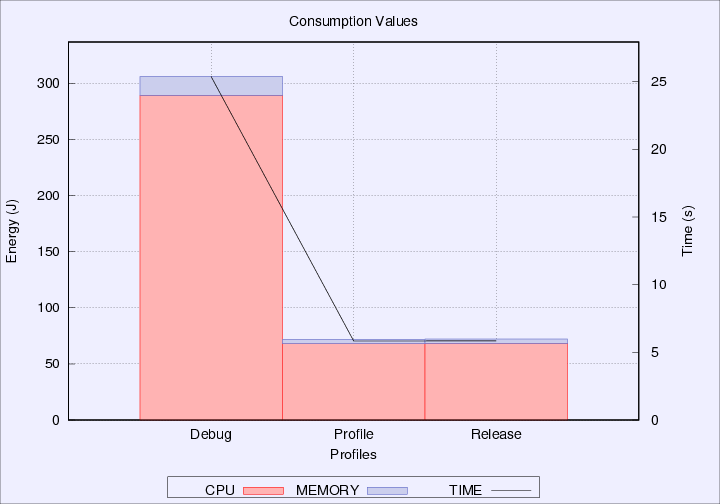 Consumption Values
300
250
200
150
100
50
0
Energy (J)
25
20
15
10
5
0
Time (s)
Debug Profile Release
Profiles
CPU MEMORY TIME